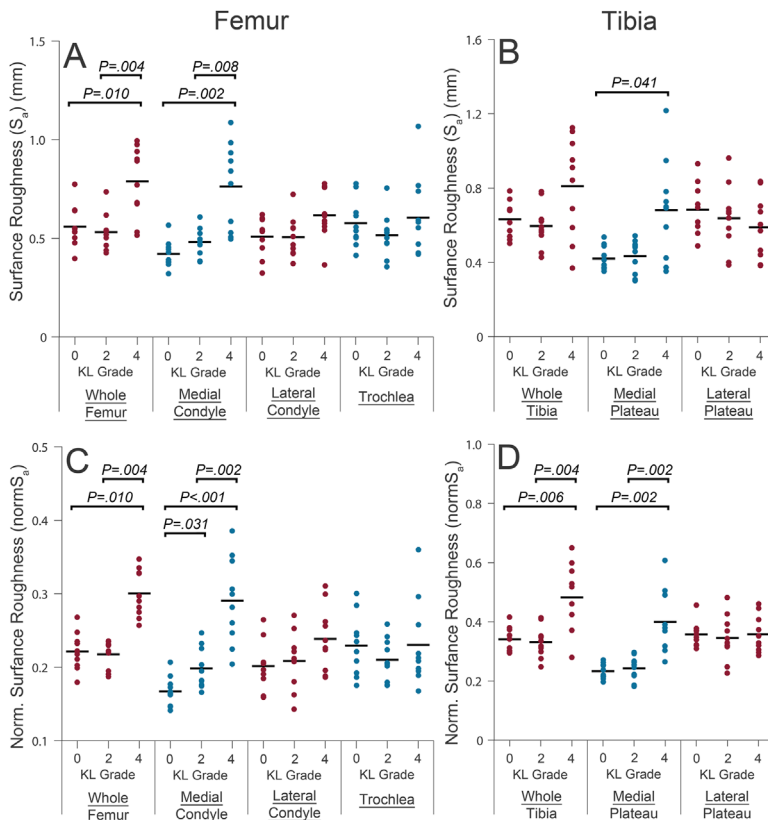 Femur
Tibia
A
Surfance Roughness (Sa) (mm)
1.5
1.0
0.5
0
P=.004
P=.010
P=.008
P=.002
0 2 4 0 2 4 0 2 4 0 2 4
KL Grade KL Grade KL Grade KL Grade
Whole Medial Lateral Trochlea
Femur Condyle Condyle
B
Surfance Roughness (Sa) (mm)
1.6
1.2
0.8
0.4
0
P=.041
0 2 4 0 2 4 0 2 4
KL Grade KL Grade KL Grade
Whole Medial Lateral
Tibia Plateau Plateau
C
Norm. Surfance Roughness (normSa)
0.5
0.4
0.3
0.2
0.1
P=.004
P=.010
P=.002
P<.001
P=.031
0 2 4 0 2 4 0 2 4 0 2 4
KL Grade KL Grade KL Grade KL Grade
Whole Medial Lateral Trochlea
Femur Condyle Condyle
D
Norm. Surfance Roughness (normSa)
1.0
0.8
0.6
0.4
0.2
0
P=.004
P=.006
P=.002
P=.002
0 2 4 0 2 4 0 2 4
KL Grade KL Grade KL Grade
Whole Medial Lateral
Tibia Plateau Plateau